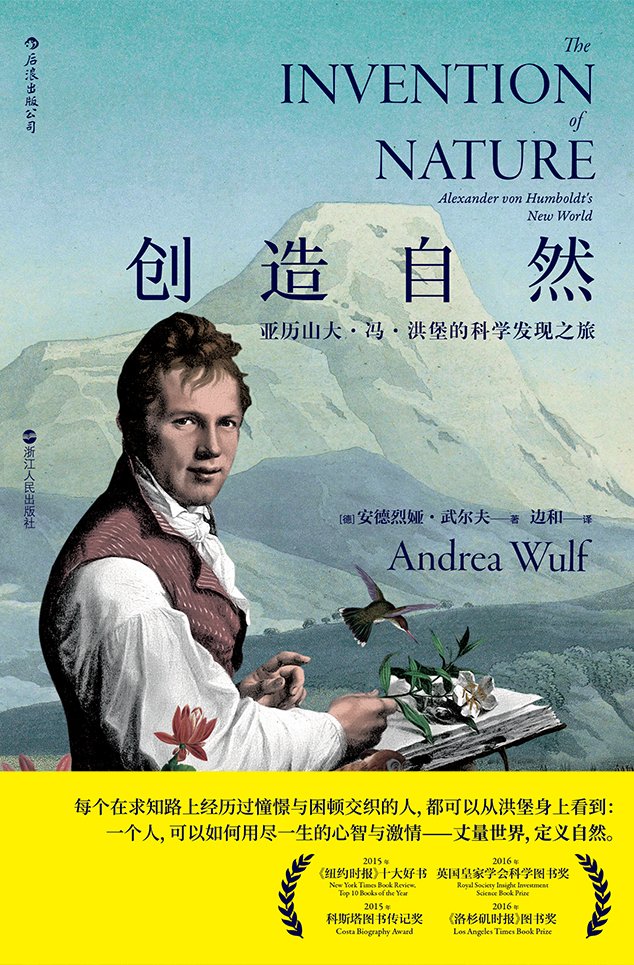 后浪出版公司
The
INVENTION
of
NATURE
Alexander von Humboldt's
New World
创造自然
亚历山大·冯·洪堡的科学发现之旅
浙江人民出版社
[德]安德烈娅·武尔夫——著 边和——译
Andrea Wulf
每个在求知路上经历过憧憬与困顿交织的人,都可以从洪堡身上看到:
一个人,可以如何用尽一生的心智与激情——丈量世界,定义自然。
2015年
《纽约时报》十大好书
New York Times Book Review,
Top 10 Books of the Year
2016年
英国皇家学会科学图书奖
Royal Society Insight Investment
Science Book Prize
2015年
科斯塔图书传记奖
Costa Biography Award
2016年
《洛杉矶时报》图书奖
Los Angeles Times Book Prize